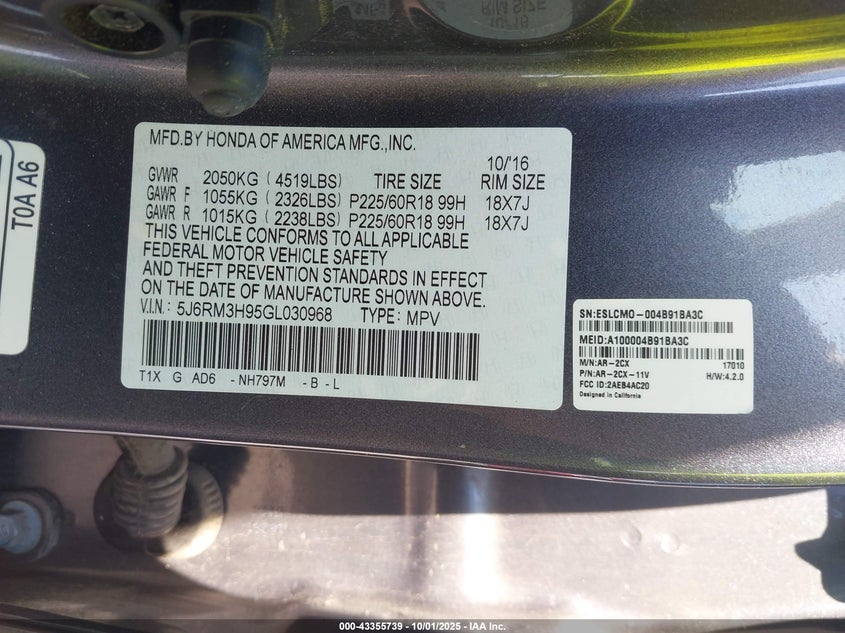 RIM SIZE
T0A A6
MFD.BY HONDA OF AMERICA MFG.,INC.
10/'16
GVWR 2050KG (4519LBS) TIRE SIZE RIM SIZE
GAWR F 1055KG (2326LBS) P225/60R18 99H 18X7J
GAWR R 1015KG (2238LBS) P225/60R18 99H 18X7J
THIS VEHICLE CONFORMS TO ALL APPLICABLE
FEDERAL MOTOR VEHICLE SAFETY
AND THEFT PREVENTION STANDARDS IN EFFECT
ON THE DATE OF MANUFACTURE SHOWN ABOVE.
V.I.N.: 5J6RM3H95GL030968 TYPE: MPV
T1X G AD6 -NH797M -B-L
SN:ESLCMO-004B91BA3C
MEID:A100004B91BA3C
M/N:AR-2CX 17010
P/N:AR-2CX-11V H/W:4.2.0
FCC ID:2AEB4AC20
Designed in California
000-43355739 - 10/01/2025 - IAA Inc.